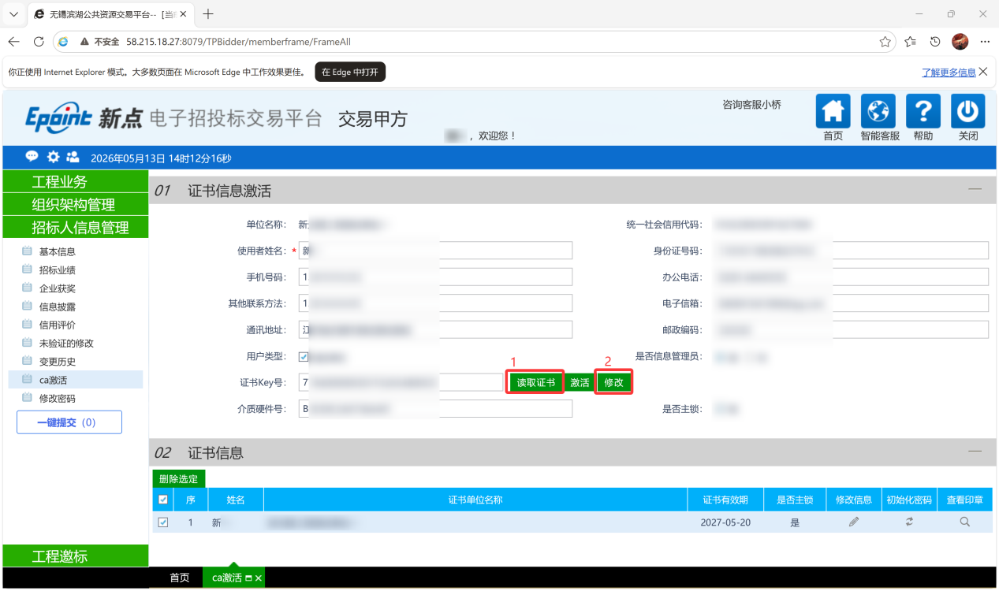 无锡滨湖公共资源交易平台-- [当
不安全 58.215.18.27:8079/TPBidder/memberframe/FrameAll
你正使用 Internet Explorer 模式。大多数页面在 Microsoft Edge 中工作效果更佳。 在 Edge 中打开 了解更多信息
Epoint 新点 电子招投标交易平台 交易甲方
咨询客服小桥
，欢迎您！
首页 智能客服 帮助 关闭
2026年05月13日 14时12分16秒
工程业务
组织架构管理
招标人信息管理
基本信息
招标业绩
企业获奖
信息披露
信用评价
未验证的修改
变更历史
ca激活
修改密码
一键提交（0）
工程邀标
01 证书信息激活
单位名称： 新 统一社会信用代码：
使用者姓名： * 新 身份证号码：
手机号码： 1 办公电话：
其他联系方法： 1 电子信箱：
通讯地址： 江 邮政编码：
用户类型： 是否信息管理员：
1 2
证书Key号： 7 读取证书 激活 修改
介质硬件号： B 是否主锁：
02 证书信息
删除选定
序 姓名 证书单位名称 证书有效期 是否主锁 修改信息 初始化密码 查看印章
1 新 2027-05-20 是
首页 ca激活